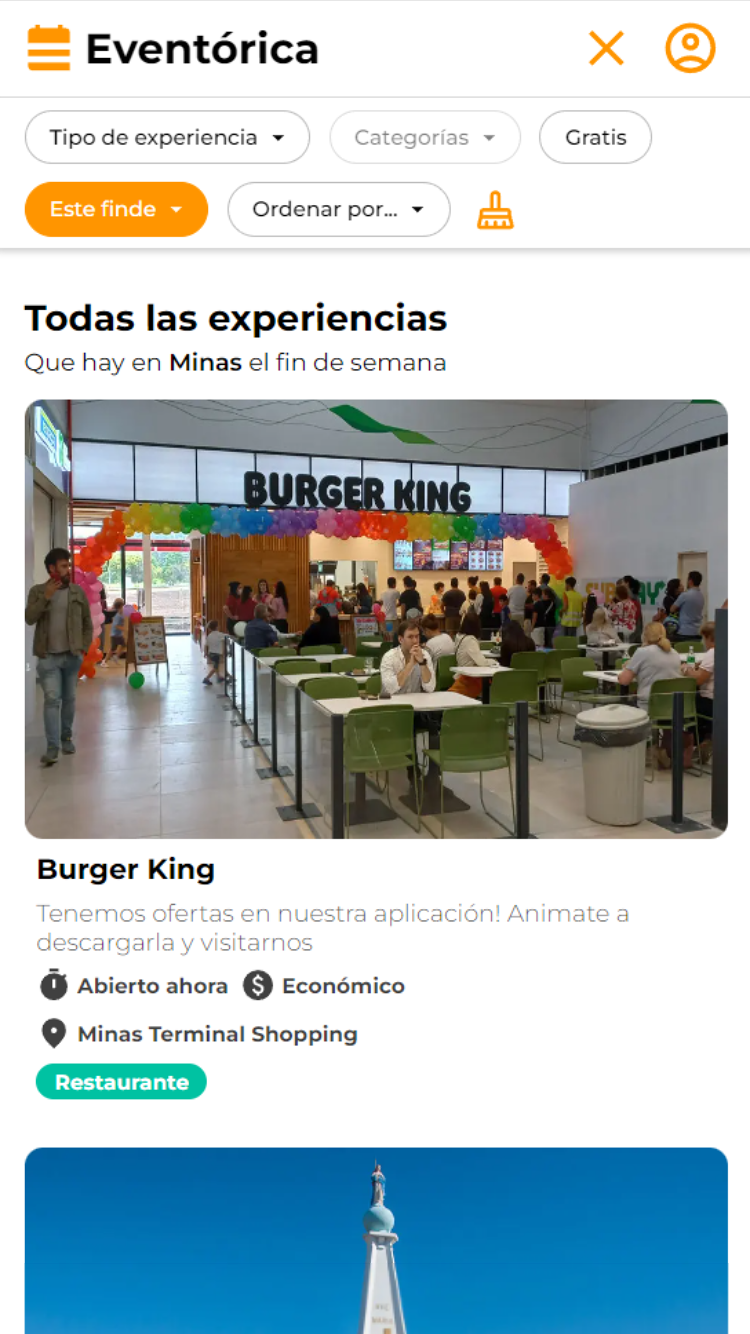 Eventórica
Tipo de experiencia
Categorías
Gratis
Este finde
Ordenar por...
Todas las experiencias
Que hay en Minas el fin de semana
BURGER KING
SUBWAY
Burger King
Tenemos ofertas en nuestra aplicación! Animate a
descargarla y visitarnos
Abierto ahora
Económico
Minas Terminal Shopping
Restaurante